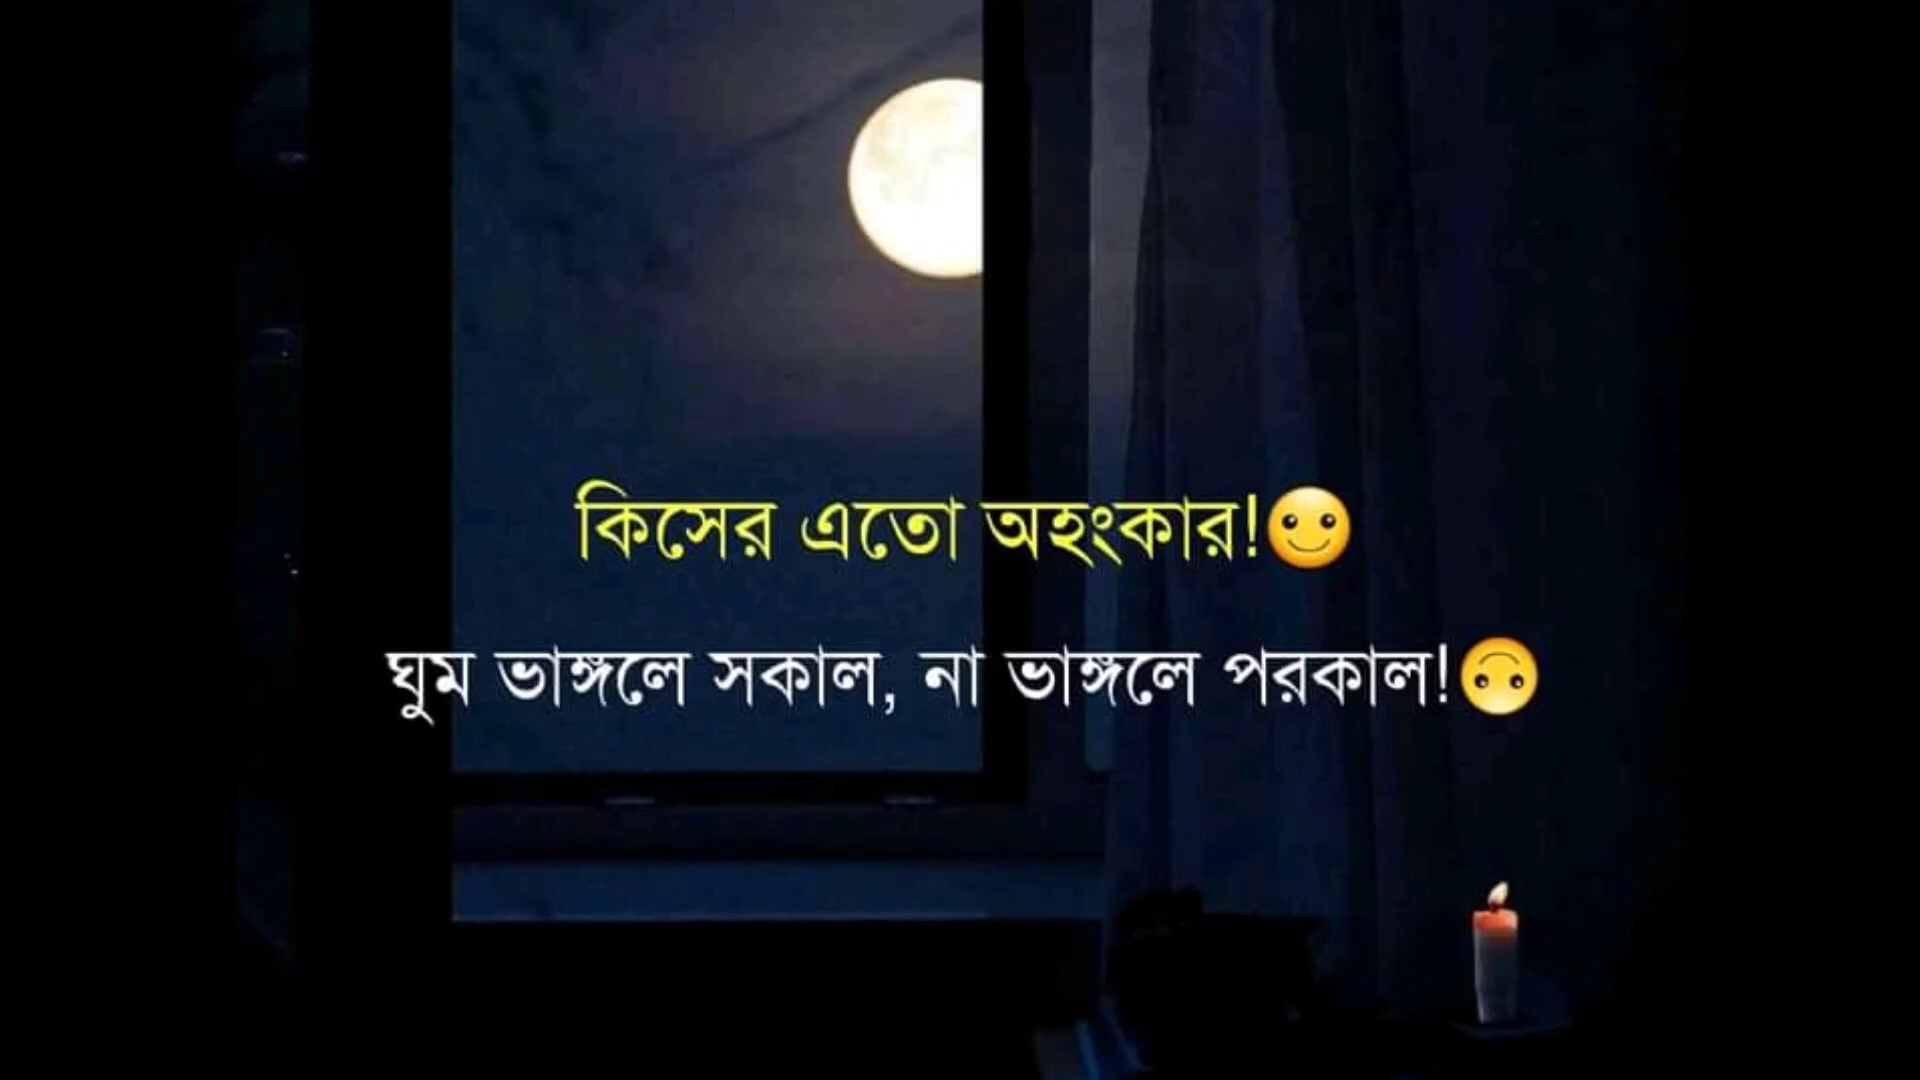 কিসের এতো অহংকার!🙂
ঘুম ভাঙ্গলে সকাল, না ভাঙ্গলে পরকাল!🙃